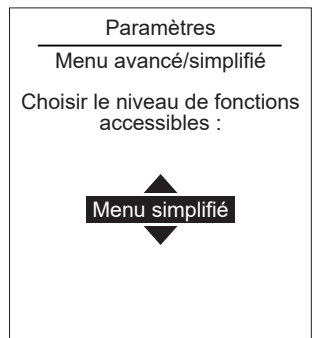 Paramètres
Menu avancé/simplifié
Choisir le niveau de fonctions
accessibles :
Menu simplifié